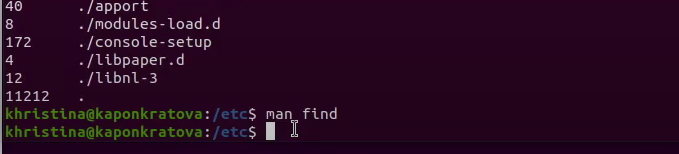 40 ./apport
8 ./modules-load.d
172 ./console-setup
4 ./libpaper.d
12 ./libnl-3
11212 .
khristina@kaponkratova:/etc$ man find
khristina@kaponkratova:/etc$